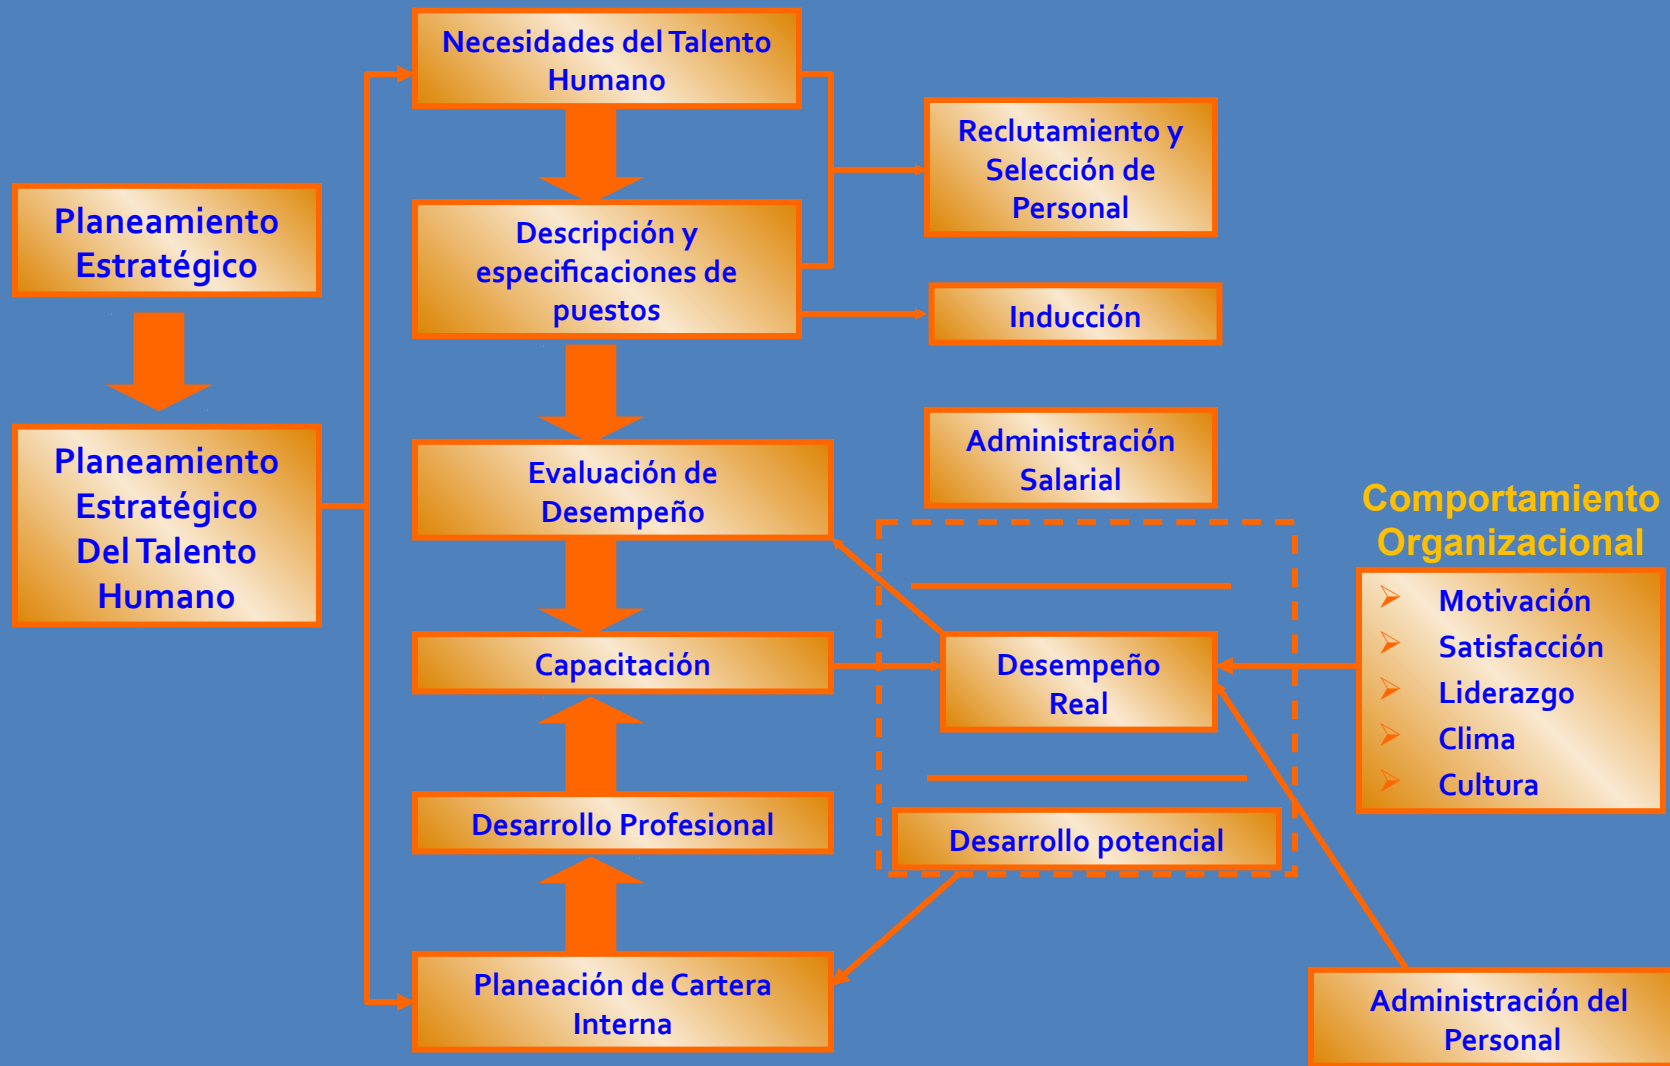 Necesidades del Talento
Humano
Reclutamiento y
Selección de
Personal
Planeamiento
Estratégico
Descripción y
especificaciones de
puestos
Inducción
Planeamiento
Estratégico
Del Talento
Humano
Evaluación de
Desempeño
Administración
Salarial
Comportamiento
Organizacional
Motivación
Satisfacción
Liderazgo
Clima
Cultura
Capacitación
Desempeño
Real
Desarrollo Profesional
Desarrollo potencial
Planeación de Cartera
Interna
Administración del
Personal